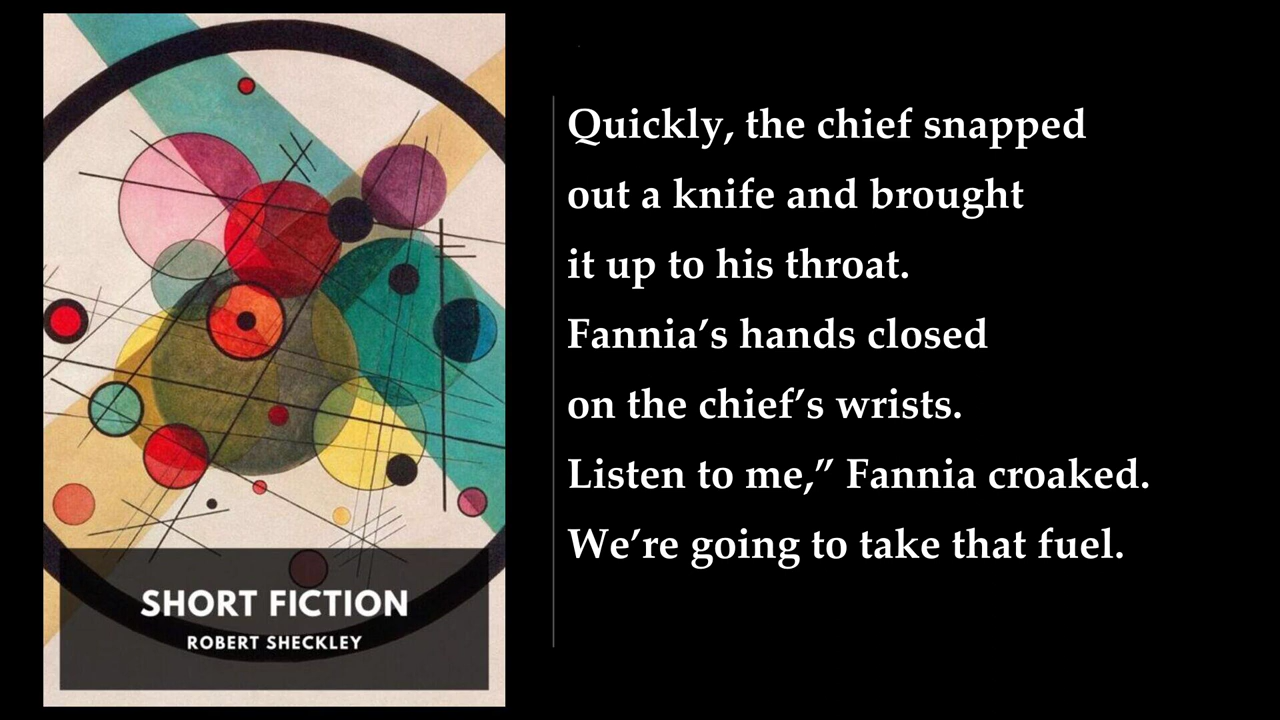 SHORT FICTION
ROBERT SHECKLEY
Quickly, the chief snapped
out a knife and brought
it up to his throat.
Fannia’s hands closed
on the chief’s wrists.
Listen to me,” Fannia croaked.
We’re going to take that fuel.